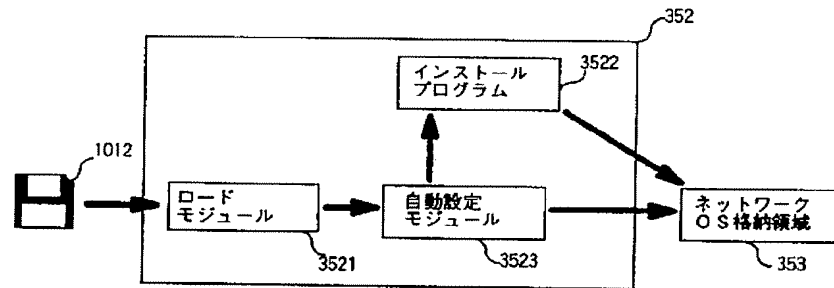 352
インストール
プログラム
3522
1012
ロード
モジュール
3521
自動設定
モジュール
3523
ネットワーク
OS格納領域
353